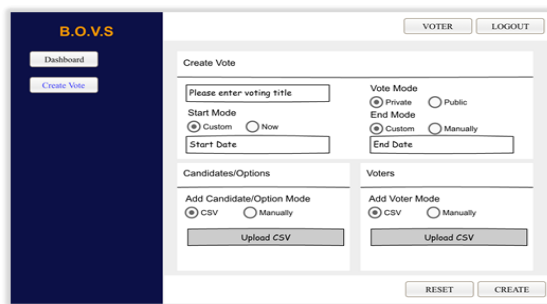 B.O.V.S
VOTER LOGOUT
Dashboard
Create Vote
Create Vote
Please enter voting title
Vote Mode
Private Public
Start Mode
Custom Now
End Mode
Custom Manually
Start Date
End Date
Candidates/Options
Voters
Add Candidate/Option Mode
CSV Manually
Add Voter Mode
CSV Manually
Upload CSV
Upload CSV
RESET CREATE